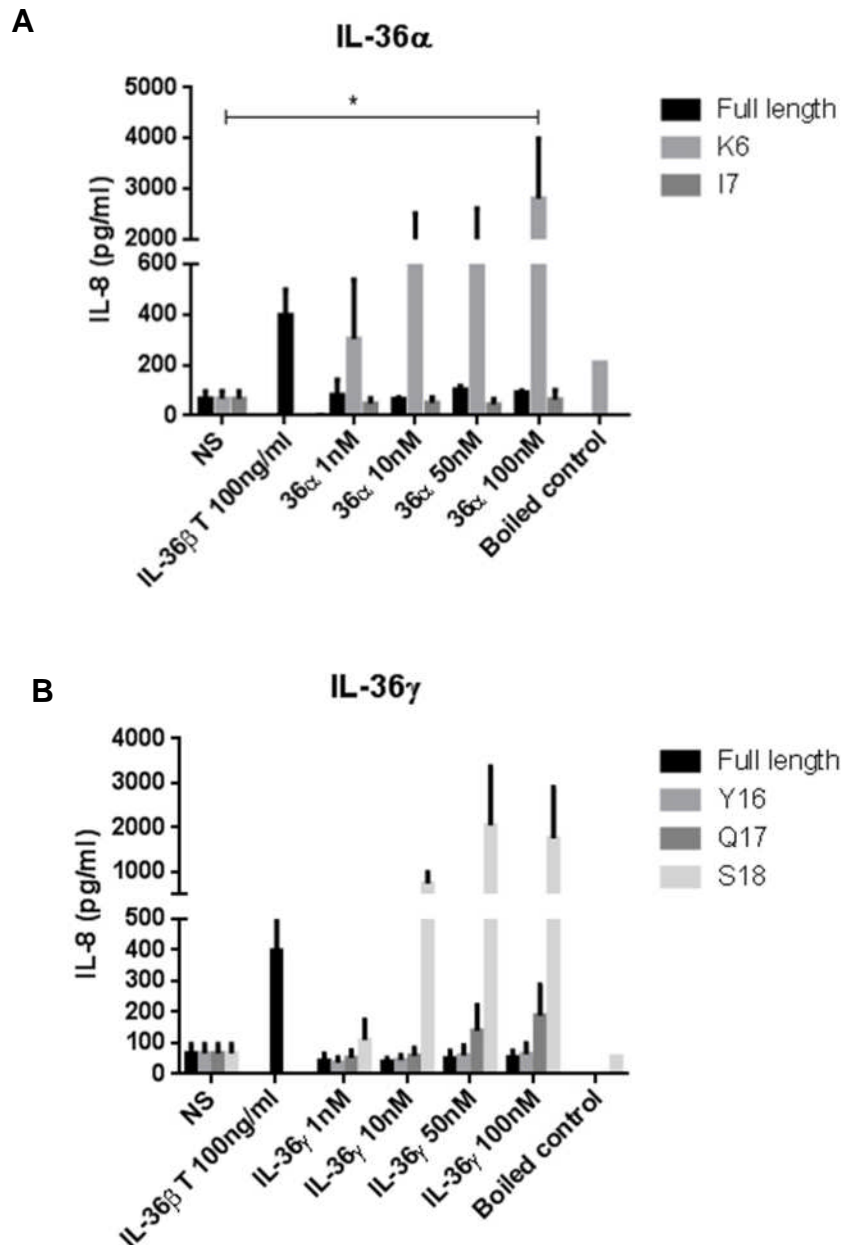 A
IL-36α
5000
4000
3000
2000
600
400
200
0
IL-8 (pg/ml)
*
Full length
K6
I7
NS
IL-36β T 100ng/ml
36α 1nM
36α 10nM
36α 50nM
36α 100nM
Boiled control
B
IL-36γ
4000
3000
2000
1000
500
400
300
200
100
0
IL-8 (pg/ml)
Full length
Y16
Q17
S18
NS
IL-36β T 100ng/ml
IL-36γ 1nM
IL-36γ 10nM
IL-36γ 50nM
IL-36γ 100nM
Boiled control